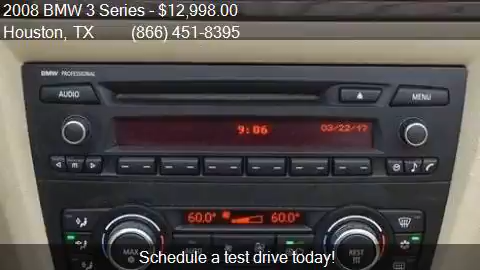 2008 BMW 3 Series - $12,998.00
Houston, TX (866) 451-8395
BMW PROFESSIONAL
AUDIO
MENU
9:06 03/22/17
m
60.0° 60.0°
MAX REST
Schedule a test drive today!